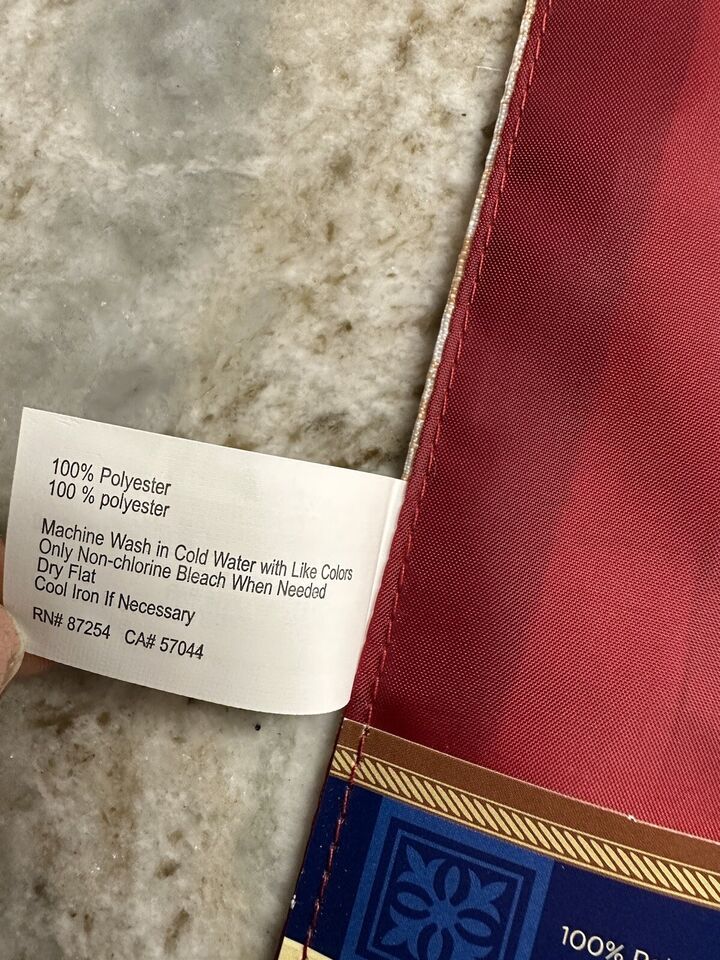 100% Polyester
100 % polyester
Machine Wash in Cold Water with Like Colors
Only Non-chlorine Bleach When Needed
Dry Flat
Cool Iron If Necessary
RN# 87254 CA# 57044
100%